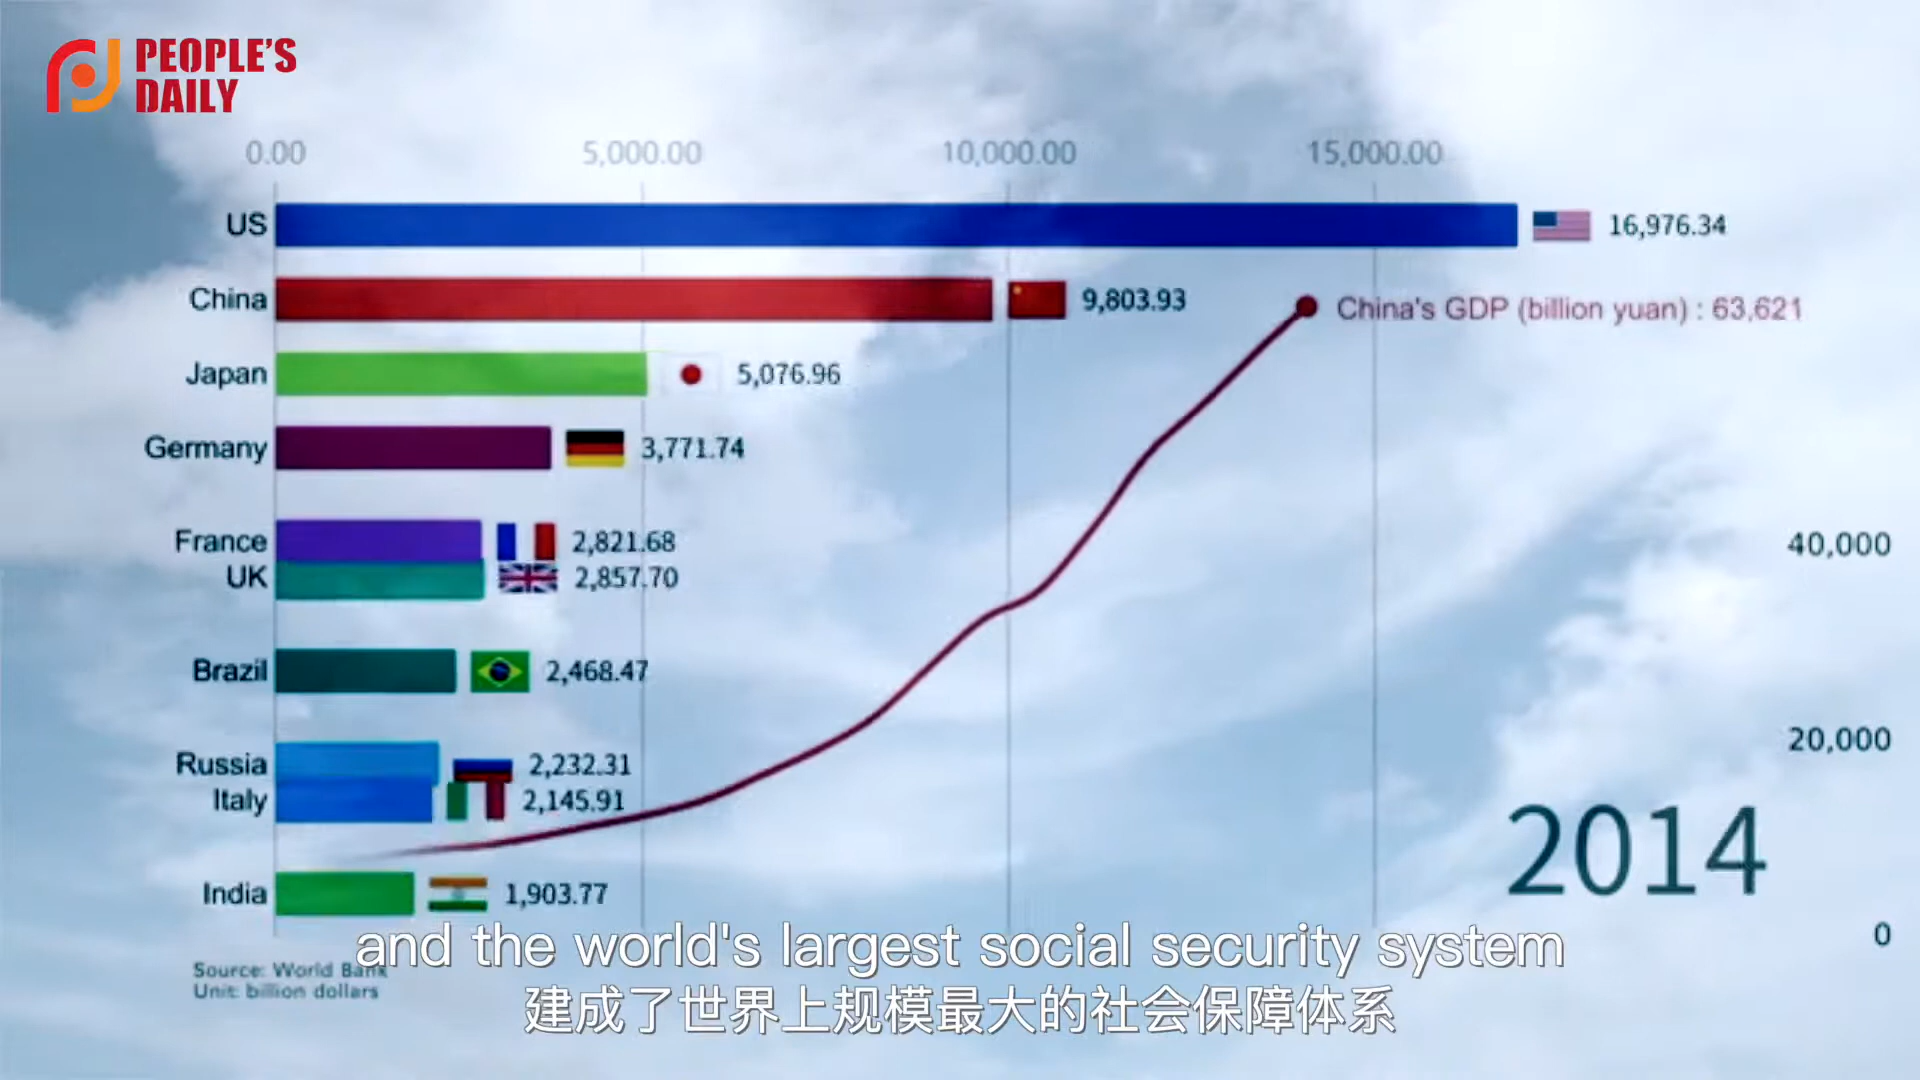 PEOPLE'S
DAILY
0.00 5,000.00 10,000.00 15,000.00
US 16,976.34
China 9,803.93
China's GDP (billion yuan) : 63,621
Japan 5,076.96
Germany 3,771.74
France 2,821.68
40,000
UK 2,857.70
Brazil 2,468.47
20,000
Russia 2,232.31
Italy 2,145.91
2014
India 1,903.77
0
and the world's largest social security system
Source: World Bank
Unit: billion dollars
建成了世界上规模最大的社会保障体系